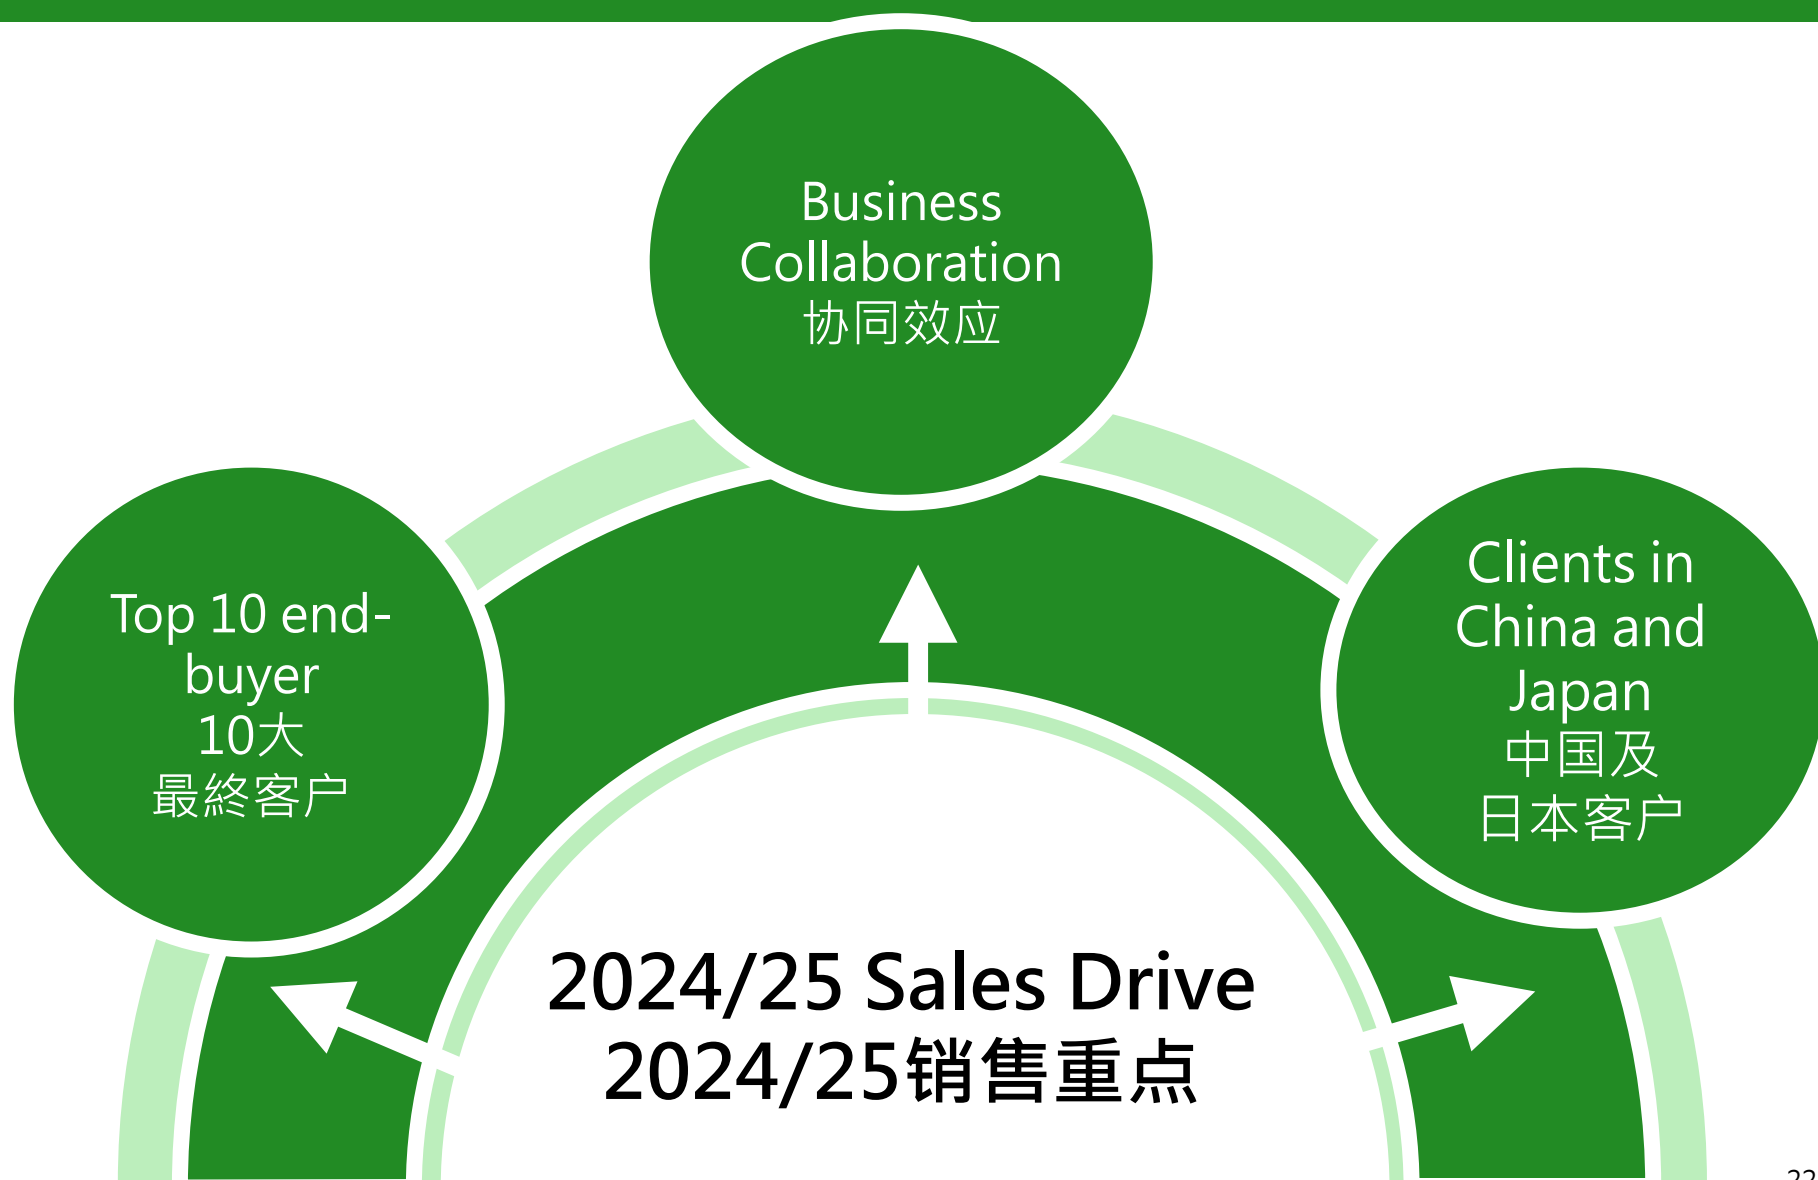 Business
Collaboration
协同效应
Top 10 end-
buyer
10大
最終客户
Clients in
China and
Japan
中国及
日本客户
2024/25 Sales Drive
2024/25销售重点
22